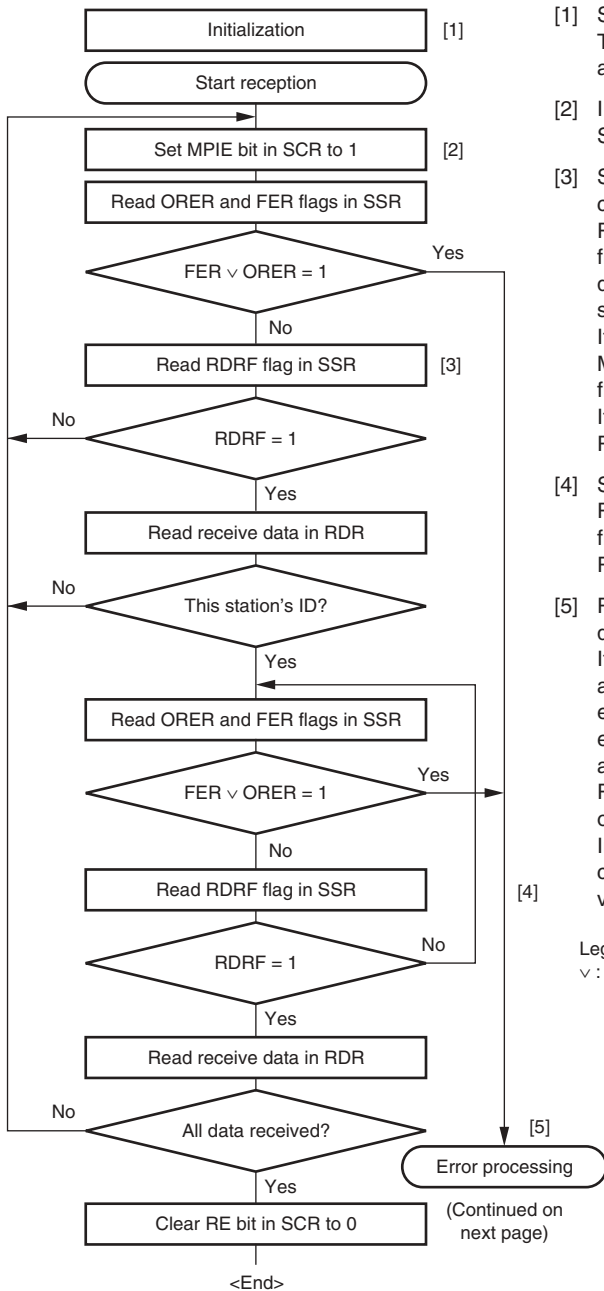 Initialization [1]
Start reception
Set MPIE bit in SCR to 1 [2]
Read ORER and FER flags in SSR
FER ∨ ORER = 1
Yes
No
Read RDRF flag in SSR [3]
RDRF = 1
No
Yes
Read receive data in RDR
This station's ID?
No
Yes
Read ORER and FER flags in SSR
FER ∨ ORER = 1
Yes
No
Read RDRF flag in SSR [4]
RDRF = 1
No
Yes
Read receive data in RDR
All data received?
No
Yes
[5]
Error processing
(Continued on
next page)
Clear RE bit in SCR to 0
<End>
[1]
[2]
[3]
[4]
[5]
∨ :